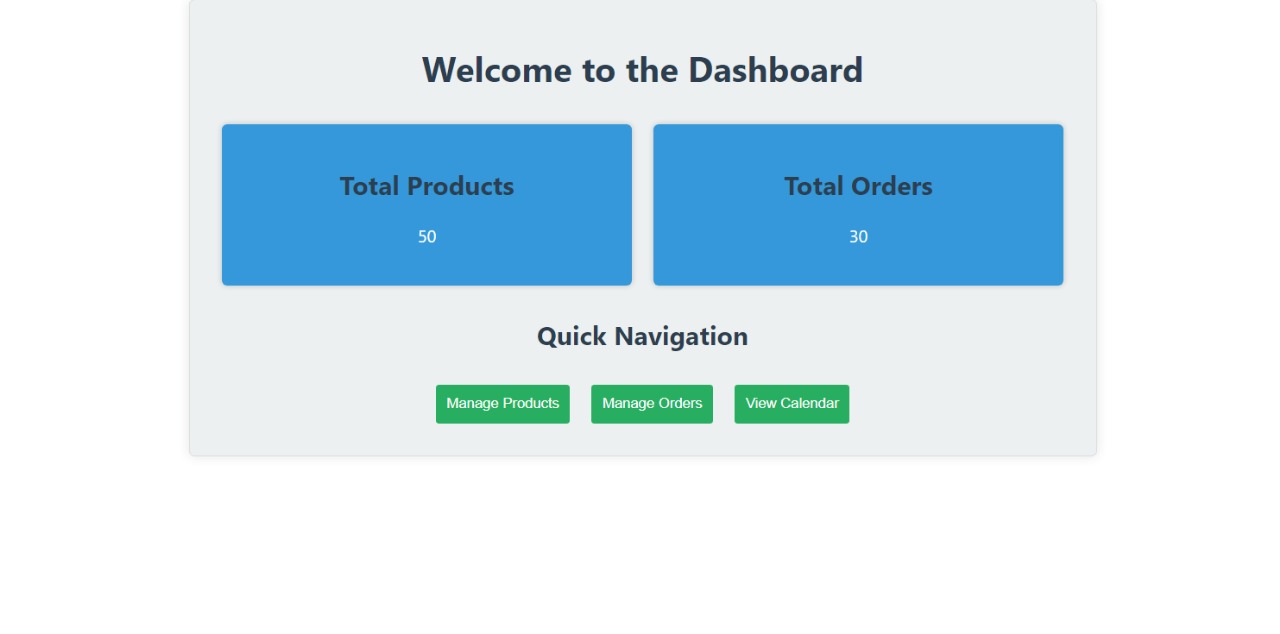 Welcome to the Dashboard
Total Products
Total Orders
50
30
Quick Navigation
Manage Products
Manage Orders
View Calendar